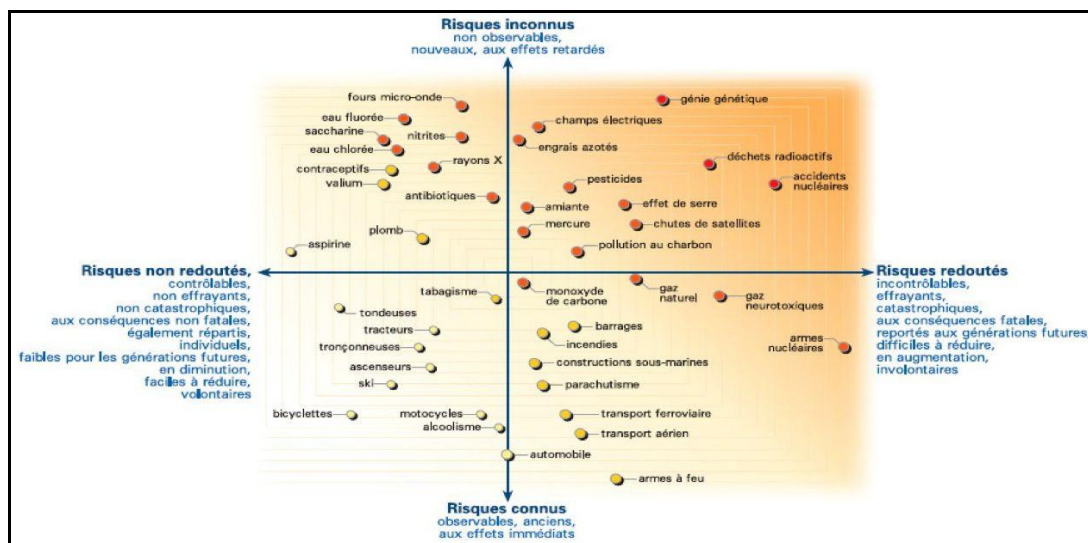 Risques inconnus
non observables,
nouveaux, aux effets retardés
fours micro-onde
génie génétique
eau fluorée
champs électriques
saccharine
nitrites
engrais azotés
eau chlorée
déchets radioactifs
rayons X
contraceptifs
accidents
nucléaires
valium
pesticides
antibiotiques
amiante
effet de serre
plomb
mercure
chutes de satellites
aspirine
pollution au charbon
Risques non redoutés,
contrôlables,
non effrayants,
non catastrophiques,
aux conséquences non fatales,
également répartis,
individuels,
faibles pour les générations futures,
en diminution,
faciles à réduire,
volontaires
Risques redoutés
incontrôlables,
effrayants,
catastrophiques,
aux conséquences fatales,
reportés aux générations futures,
difficiles à réduire,
en augmentation,
involontaires
tabagisme
monoxyde
de carbone
gaz
naturel
gaz
neurotoxiques
tondeuses
tracteurs
barrages
incendies
armes
nucléaires
tronçonneuses
ascenseurs
constructions sous-marines
ski
parachutisme
bicyclettes
motocycles
transport ferroviaire
alcoolisme
transport aérien
automobile
armes à feu
Risques connus
observables, anciens,
aux effets immédiats